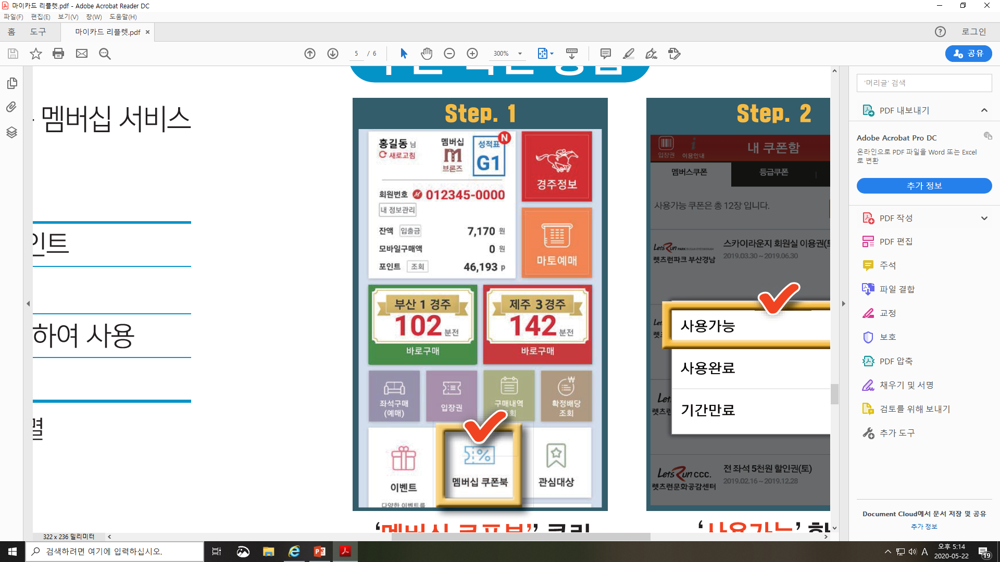 마이카드 리플렛.pdf - Adobe Acrobat Reader DC
파일(F) 편집(E) 보기(V) 창(W) 도움말(H)
홈 도구 마이카드 리플렛.pdf × 로그인
5 / 6 300% 공유
멤버십 서비스
인트
하여 사용
Step. 1
홍길동 님
새로고침
멤버십
브론즈
성적표
N
G1
회원번호 012345-0000
내 정보관리
잔액 입출금 7,170 원
모바일구매액 0 원
포인트 조회 46,193 p
경주정보
마토예매
부산 1 경주
102 분전
바로구매
제주 3 경주
142 분전
바로구매
좌석구매
(예매)
입장권
구매내역
확정배당
조회
이벤트
다양한 이벤트를
멤버십 쿠폰북
관심대상
‘멤버십 쿠폰북’ 클릭
Step. 2
입장권 이용안내 내 쿠폰함
멤버스쿠폰 등급쿠폰
사용가능 쿠폰은 총 12장 입니다.
Let'sRun PARK BUSAN GYEONGNAM
렛츠런파크 부산경남
스카이라운지 회원실 이용권(토
2019.03.30~2019.06.30
사용가능
사용완료
기간만료
Let'sRun CCC.
렛츠런문화공감센터
전 좌석 5천원 할인권(토)
2019.02.16~2019.12.28
‘사용가능’
'머리글' 검색
PDF 내보내기
Adobe Acrobat Pro DC
온라인으로 PDF 파일을 Word 또는 Excel
로 변환
추가 정보
PDF 작성
PDF 편집
주석
파일 결합
교정
보호
PDF 압축
채우기 및 서명
검토를 위해 보내기
추가 도구
Document Cloud에서 문서 저장 및 공유
추가 정보
322 x 236 밀리미터
검색하려면 여기에 입력하십시오.
A
오후 5:14
2020-05-22
19